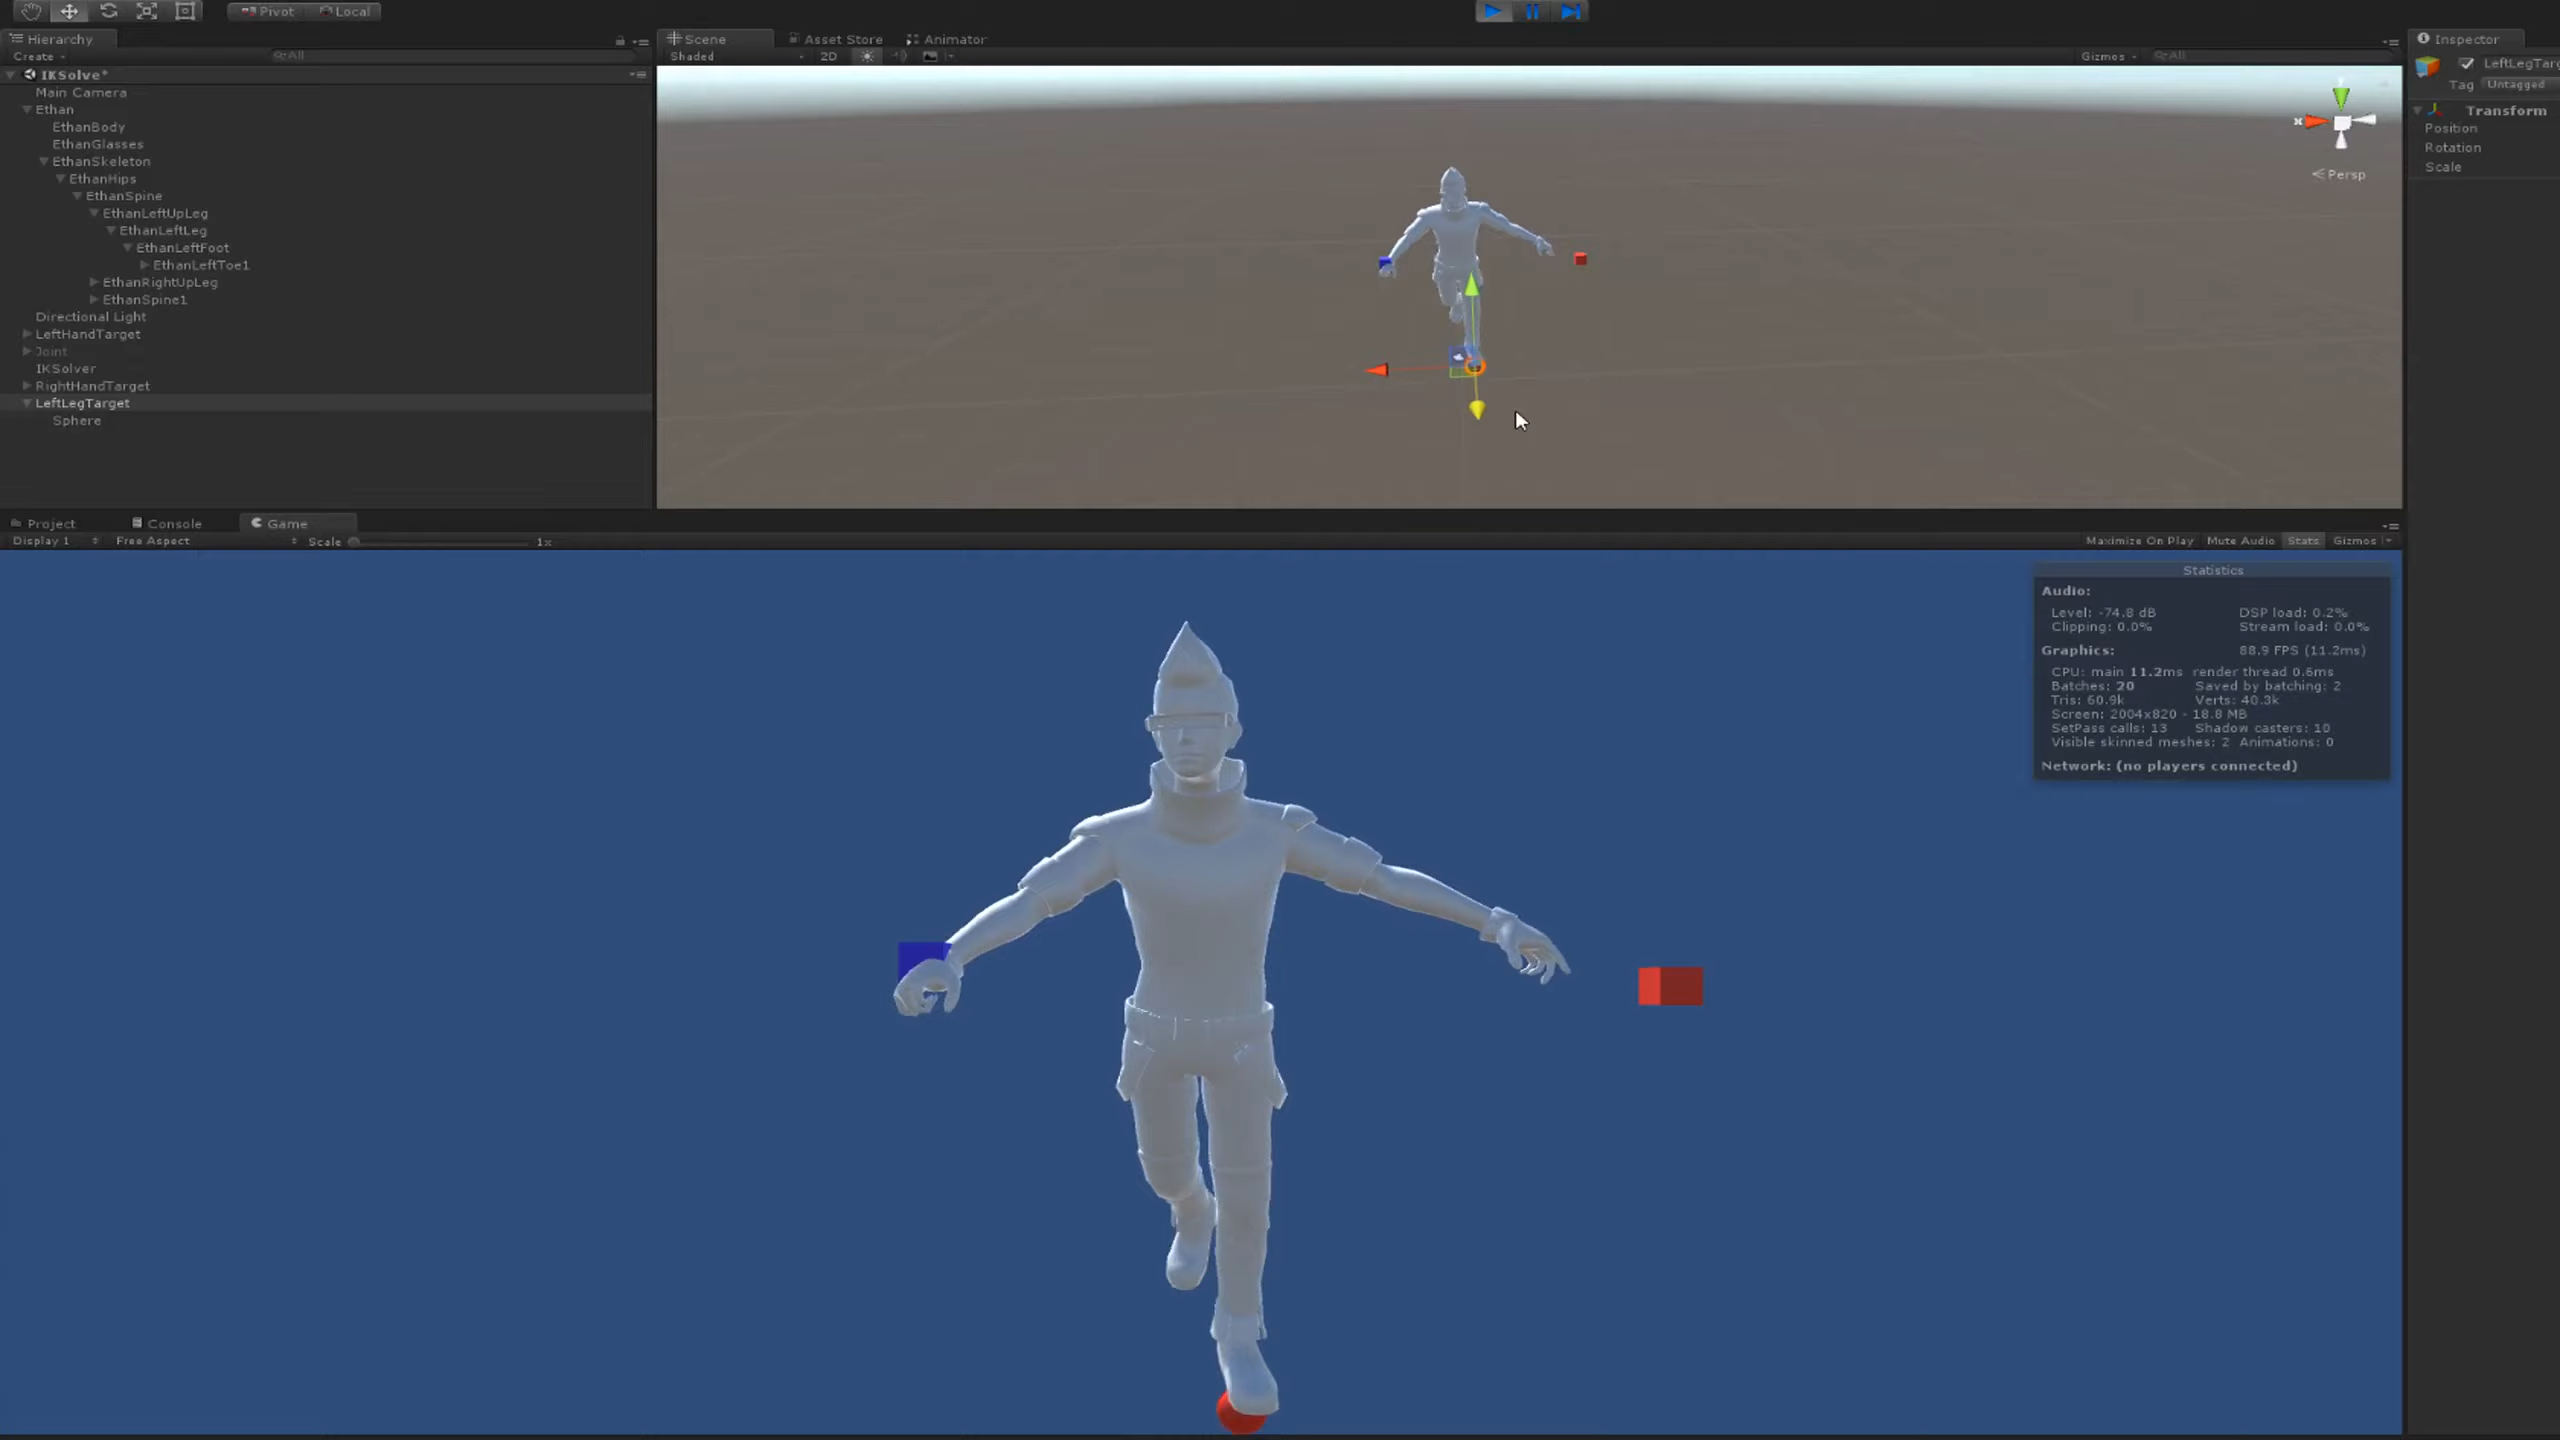 Pivot Local
Hierarchy
Create All
IKSolve*
Main Camera
Ethan
EthanBody
EthanGlasses
EthanSkeleton
EthanHips
EthanSpine
EthanLeftUpLeg
EthanLeftLeg
EthanLeftFoot
EthanLeftToe1
EthanRightUpLeg
EthanSpine1
Directional Light
LeftHandTarget
Joint
IKSolver
RightHandTarget
LeftLegTarget
Sphere
Scene Asset Store Animator
Shaded 2D Gizmos All
x
Persp
Inspector
LeftLegTarg
Tag Untagged
Transform
Position
Rotation
Scale
Project Console Game
Display 1 Free Aspect Scale 1x Maximize On Play Mute Audio Stats Gizmos
Statistics
Audio:
Level: -74.8 dB DSP load: 0.2%
Clipping: 0.0% Stream load: 0.0%
Graphics: 88.9 FPS (11.2ms)
CPU: main 11.2ms render thread 0.6ms
Batches: 20 Saved by batching: 2
Tris: 60.9k Verts: 40.3k
Screen: 2004x820 - 18.8 MB
SetPass calls: 13 Shadow casters: 10
Visible skinned meshes: 2 Animations: 0
Network: (no players connected)